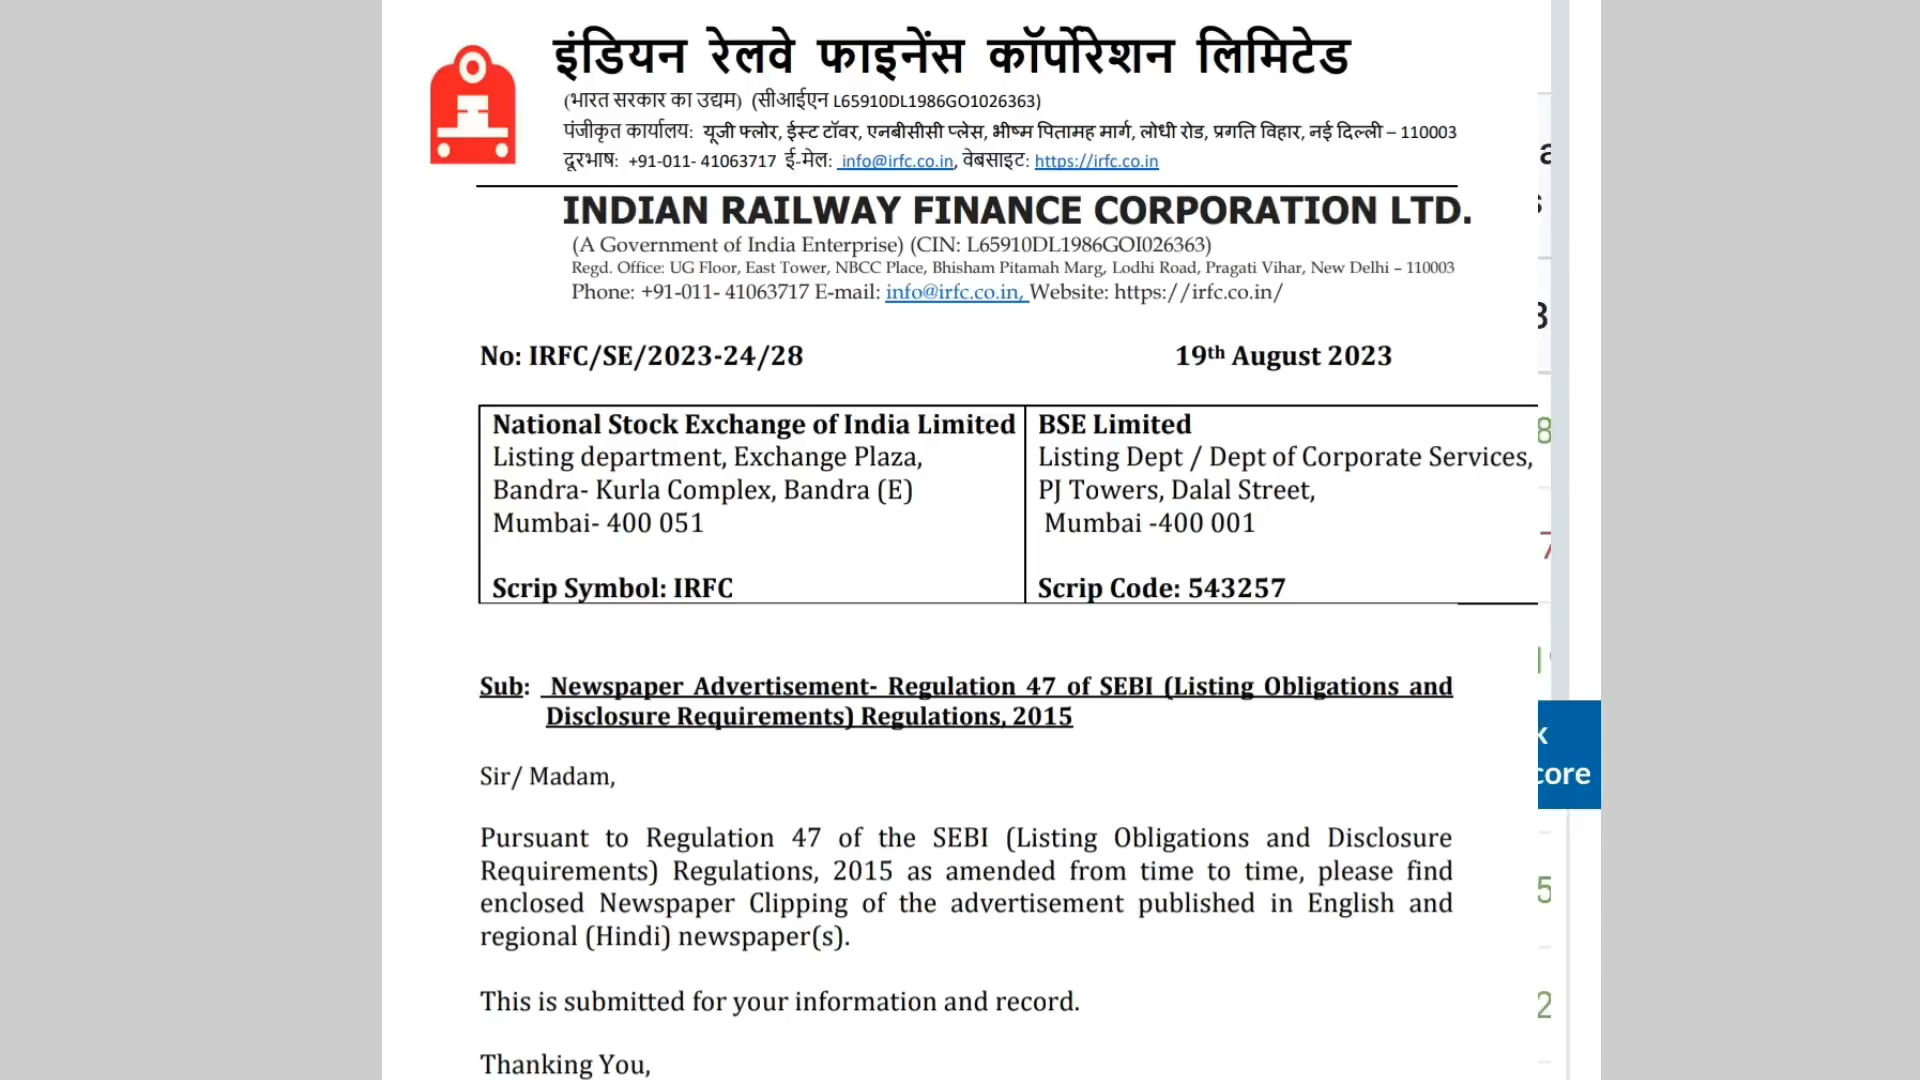 इंडियन रेलवे फाइनेंस कॉर्पोरेशन लिमिटेड
(भारत सरकार का उद्यम) (सीआईएन L65910DL1986GO1026363)
पंजीकृत कार्यालय: यूजी फ्लोर, ईस्ट टॉवर, एनबीसीसी प्लेस, भीष्म पितामह मार्ग, लोधी रोड, प्रगति विहार, नई दिल्ली – 110003
दूरभाष: +91-011- 41063717 ई-मेल: info@irfc.co.in, वेबसाइट: https://irfc.co.in
INDIAN RAILWAY FINANCE CORPORATION LTD.
(A Government of India Enterprise) (CIN: L65910DL1986GOI026363)
Regd. Office: UG Floor, East Tower, NBCC Place, Bhisham Pitamah Marg, Lodhi Road, Pragati Vihar, New Delhi – 110003
Phone: +91-011- 41063717 E-mail: info@irfc.co.in, Website: https://irfc.co.in/
No: IRFC/SE/2023-24/28 19th August 2023
National Stock Exchange of India Limited
Listing department, Exchange Plaza,
Bandra- Kurla Complex, Bandra (E)
Mumbai- 400 051
Scrip Symbol: IRFC
BSE Limited
Listing Dept / Dept of Corporate Services,
PJ Towers, Dalal Street,
Mumbai -400 001
Scrip Code: 543257
Sub: Newspaper Advertisement- Regulation 47 of SEBI (Listing Obligations and
Disclosure Requirements) Regulations, 2015
Sir/ Madam,
Pursuant to Regulation 47 of the SEBI (Listing Obligations and Disclosure
Requirements) Regulations, 2015 as amended from time to time, please find
enclosed Newspaper Clipping of the advertisement published in English and
regional (Hindi) newspaper(s).
This is submitted for your information and record.
Thanking You,